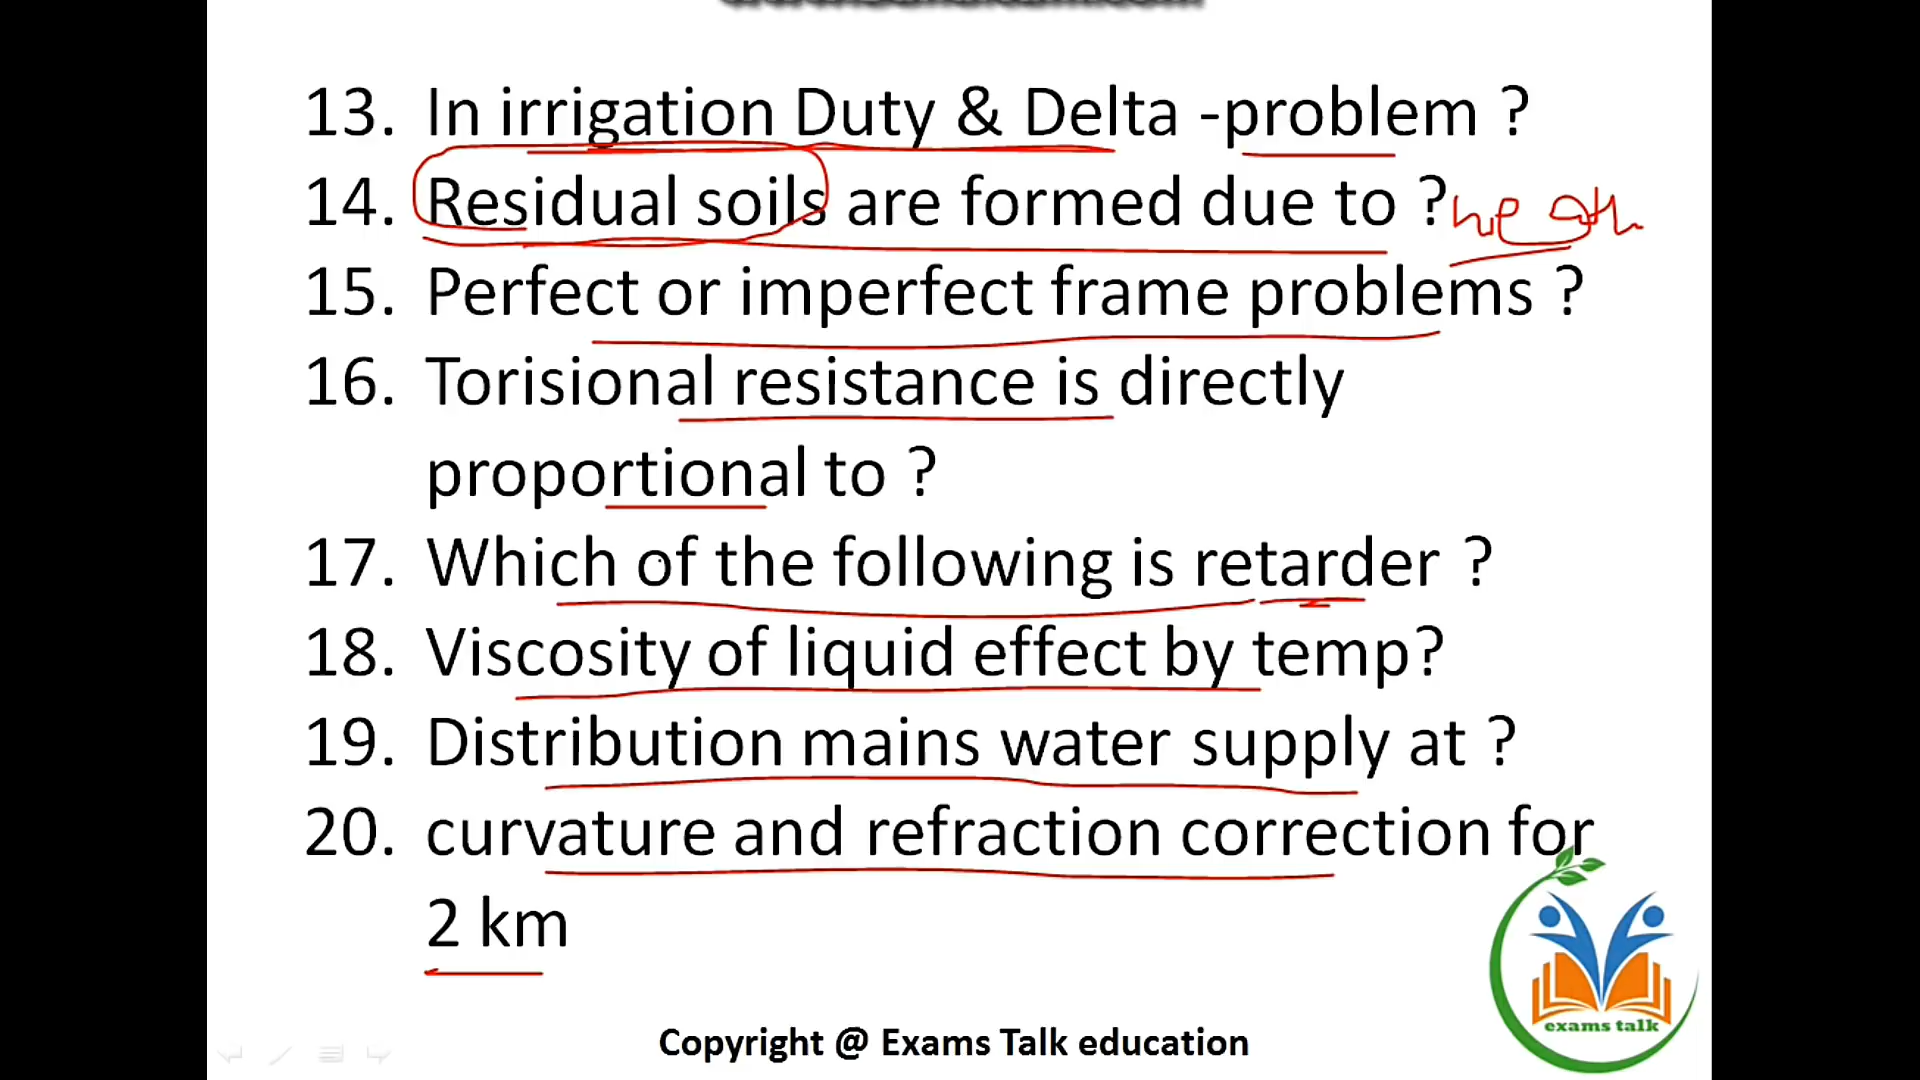 13. In irrigation Duty & Delta -problem ?
14. Residual soils are formed due to ? weath
15. Perfect or imperfect frame problems ?
16. Torisional resistance is directly
proportional to ?
17. Which of the following is retarder ?
18. Viscosity of liquid effect by temp?
19. Distribution mains water supply at ?
20. curvature and refraction correction for
2 km
exams talk
Copyright @ Exams Talk education